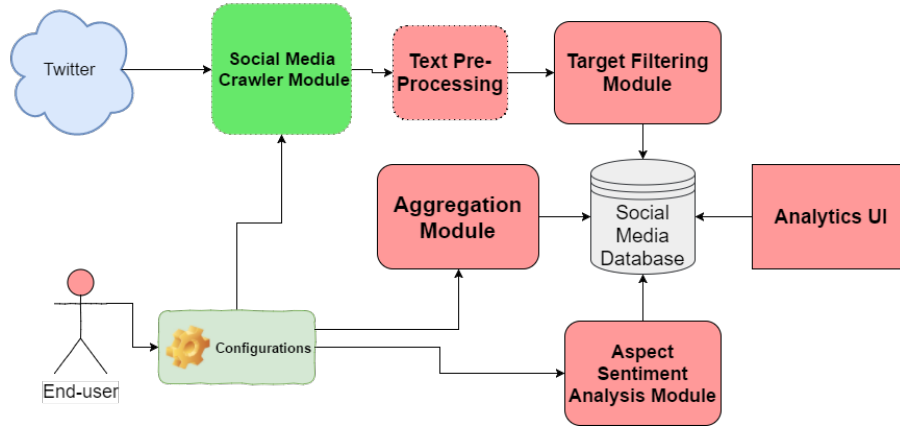 Twitter
Social Media
Crawler Module
Text Pre-
Processing
Target Filtering
Module
Aggregation
Module
Social
Media
Database
Analytics UI
Configurations
End-user
Aspect
Sentiment
Analysis Module